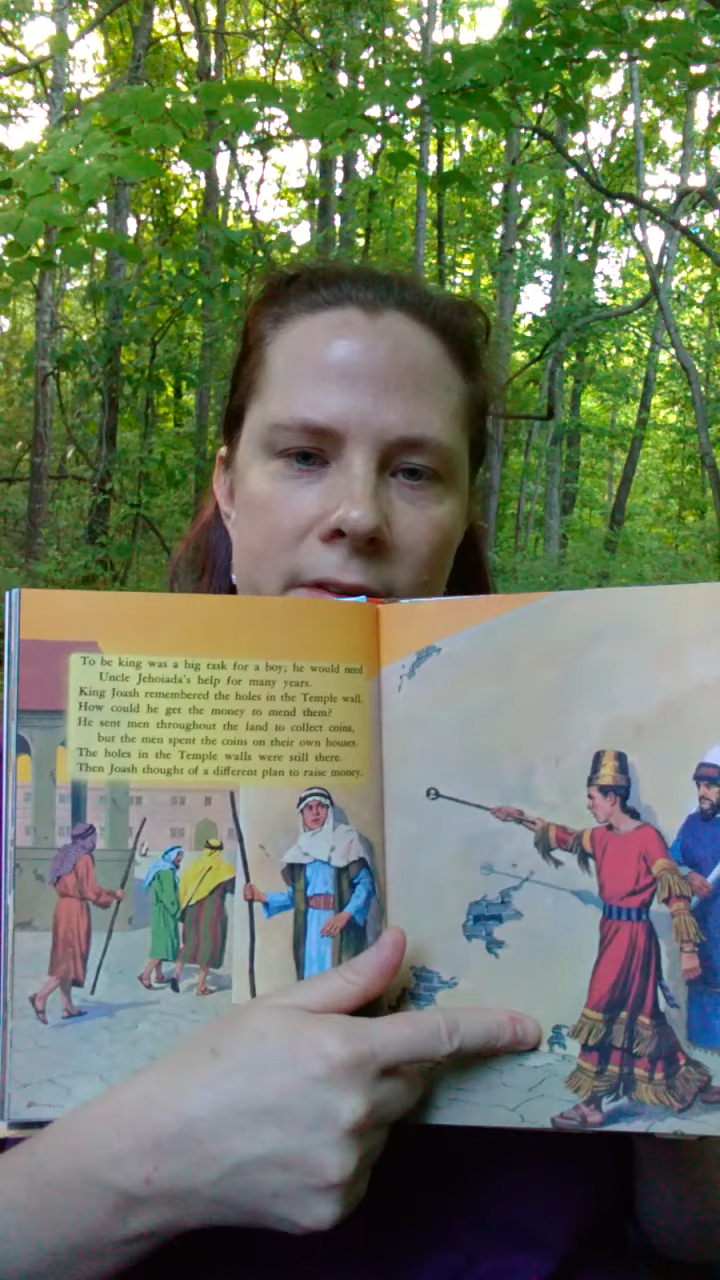 To be king was a big task for a boy; he would need
Uncle Jehoiada's help for many years.
King Joash remembered the holes in the Temple wall.
How could he get the money to mend them?
He sent men throughout the land to collect coins,
but the men spent the coins on their own houses.
The holes in the Temple walls were still there.
Then Joash thought of a different plan to raise money.